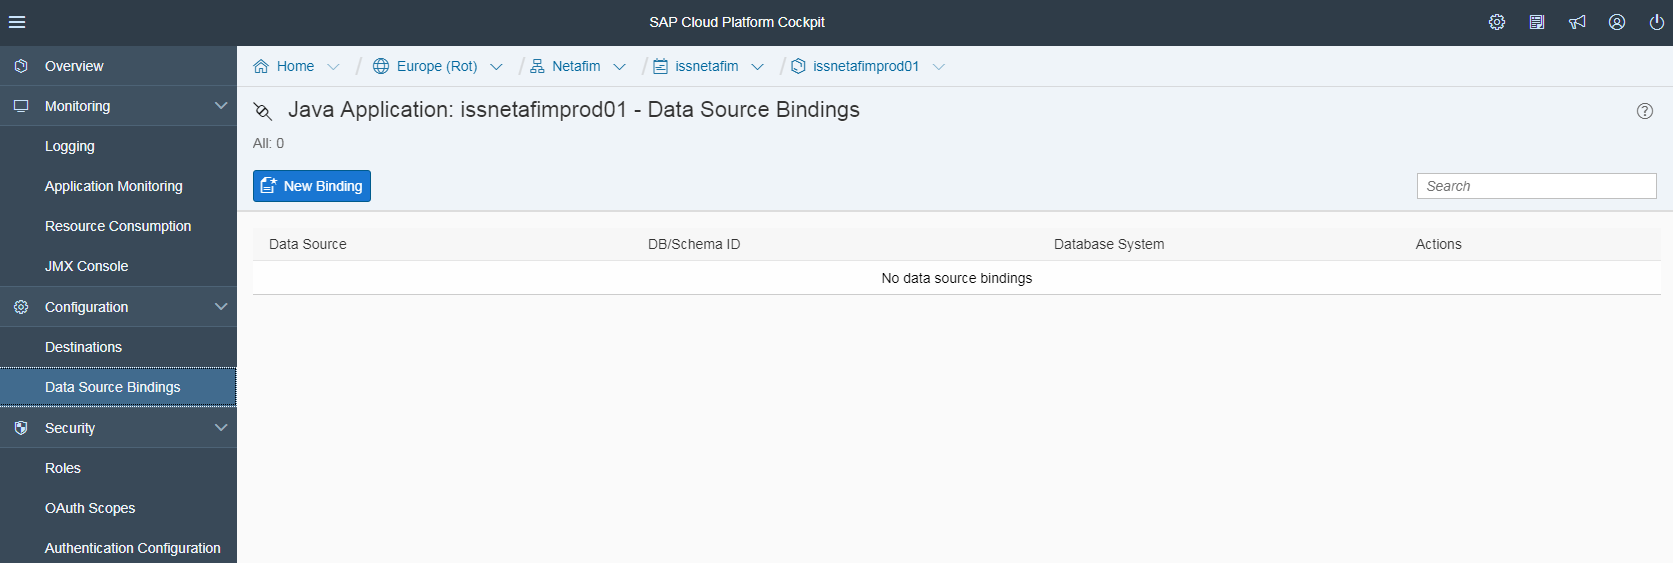 SAP Cloud Platform Cockpit
Overview
Monitoring
Logging
Application Monitoring
Resource Consumption
JMX Console
Configuration
Destinations
Data Source Bindings
Security
Roles
OAuth Scopes
Authentication Configuration
Home / Europe (Rot) / Netafim / issnetafim / issnetafimprod01
Java Application: issnetafimprod01 - Data Source Bindings
All: 0
New Binding
Search
Data Source DB/Schema ID Database System Actions
No data source bindings